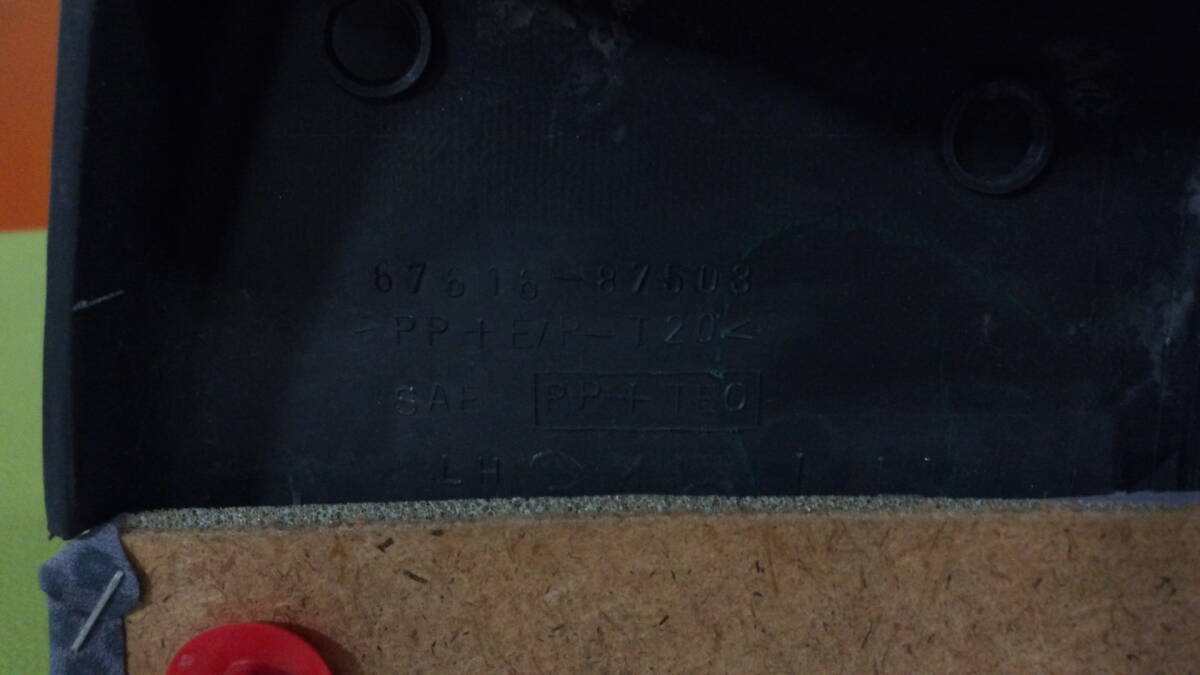 67616-87503
>PP+E/P-T20<
SAE PP+TEO
LH